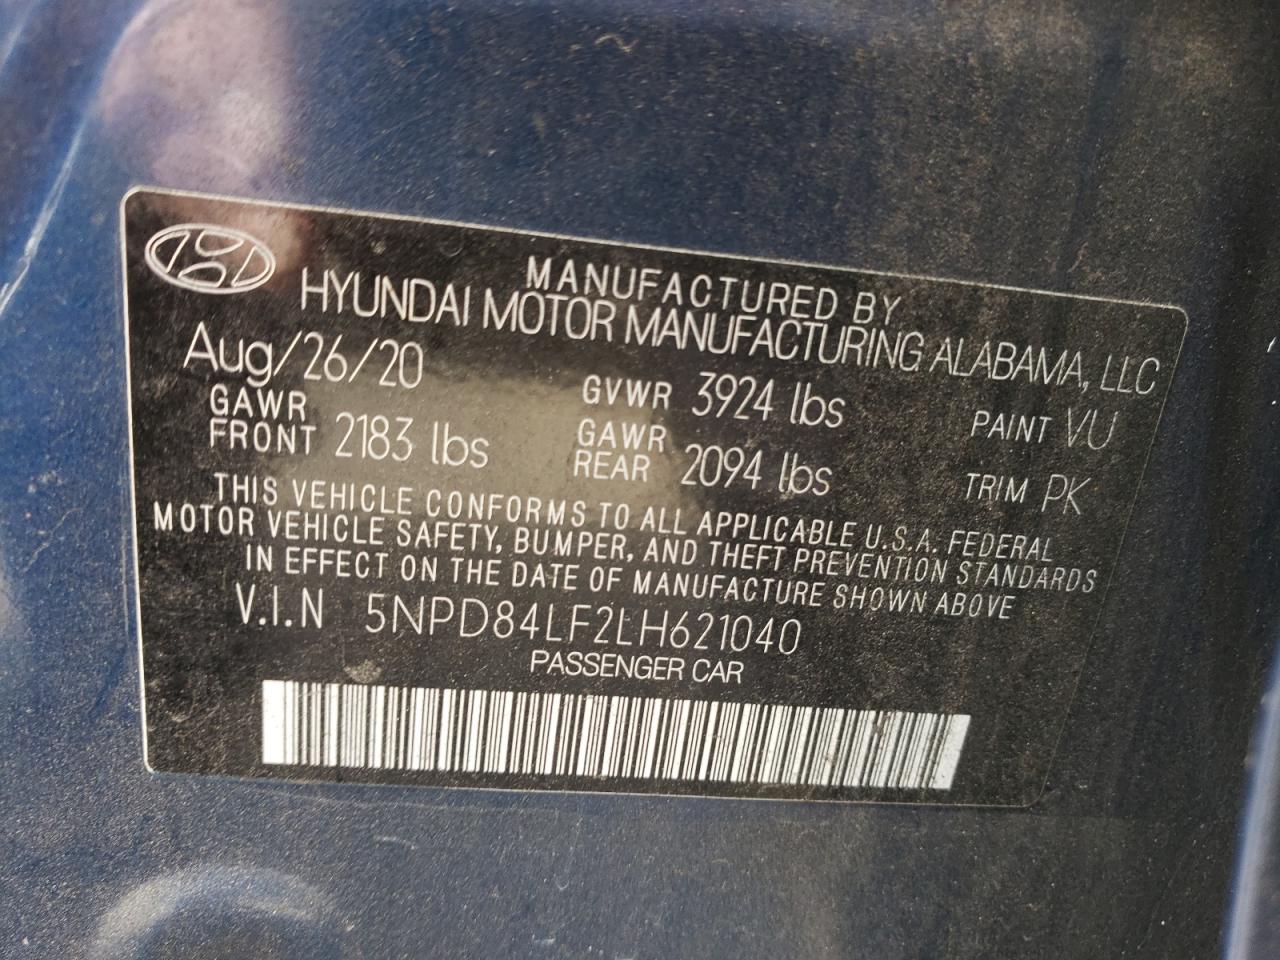 MANUFACTURED BY
HYUNDAI MOTOR MANUFACTURING ALABAMA, LLC
Aug/26/20 GVWR 3924 lbs PAINT VU
GAWR FRONT 2183 lbs GAWR REAR 2094 lbs TRIM PK
THIS VEHICLE CONFORMS TO ALL APPLICABLE U.S.A. FEDERAL
MOTOR VEHICLE SAFETY, BUMPER, AND THEFT PREVENTION STANDARDS
IN EFFECT ON THE DATE OF MANUFACTURE SHOWN ABOVE
V.I.N 5NPD84LF2LH621040
PASSENGER CAR